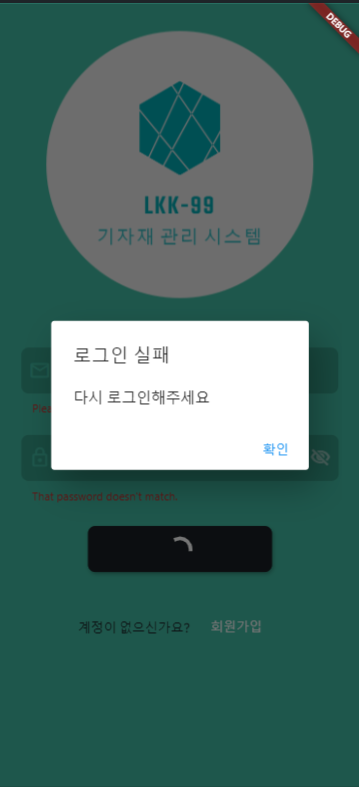 DEBUG
LKK-99
기자재 관리 시스템
로그인 실패
다시 로그인해주세요
확인
That password doesn't match.
계정이 없으신가요? 회원가입